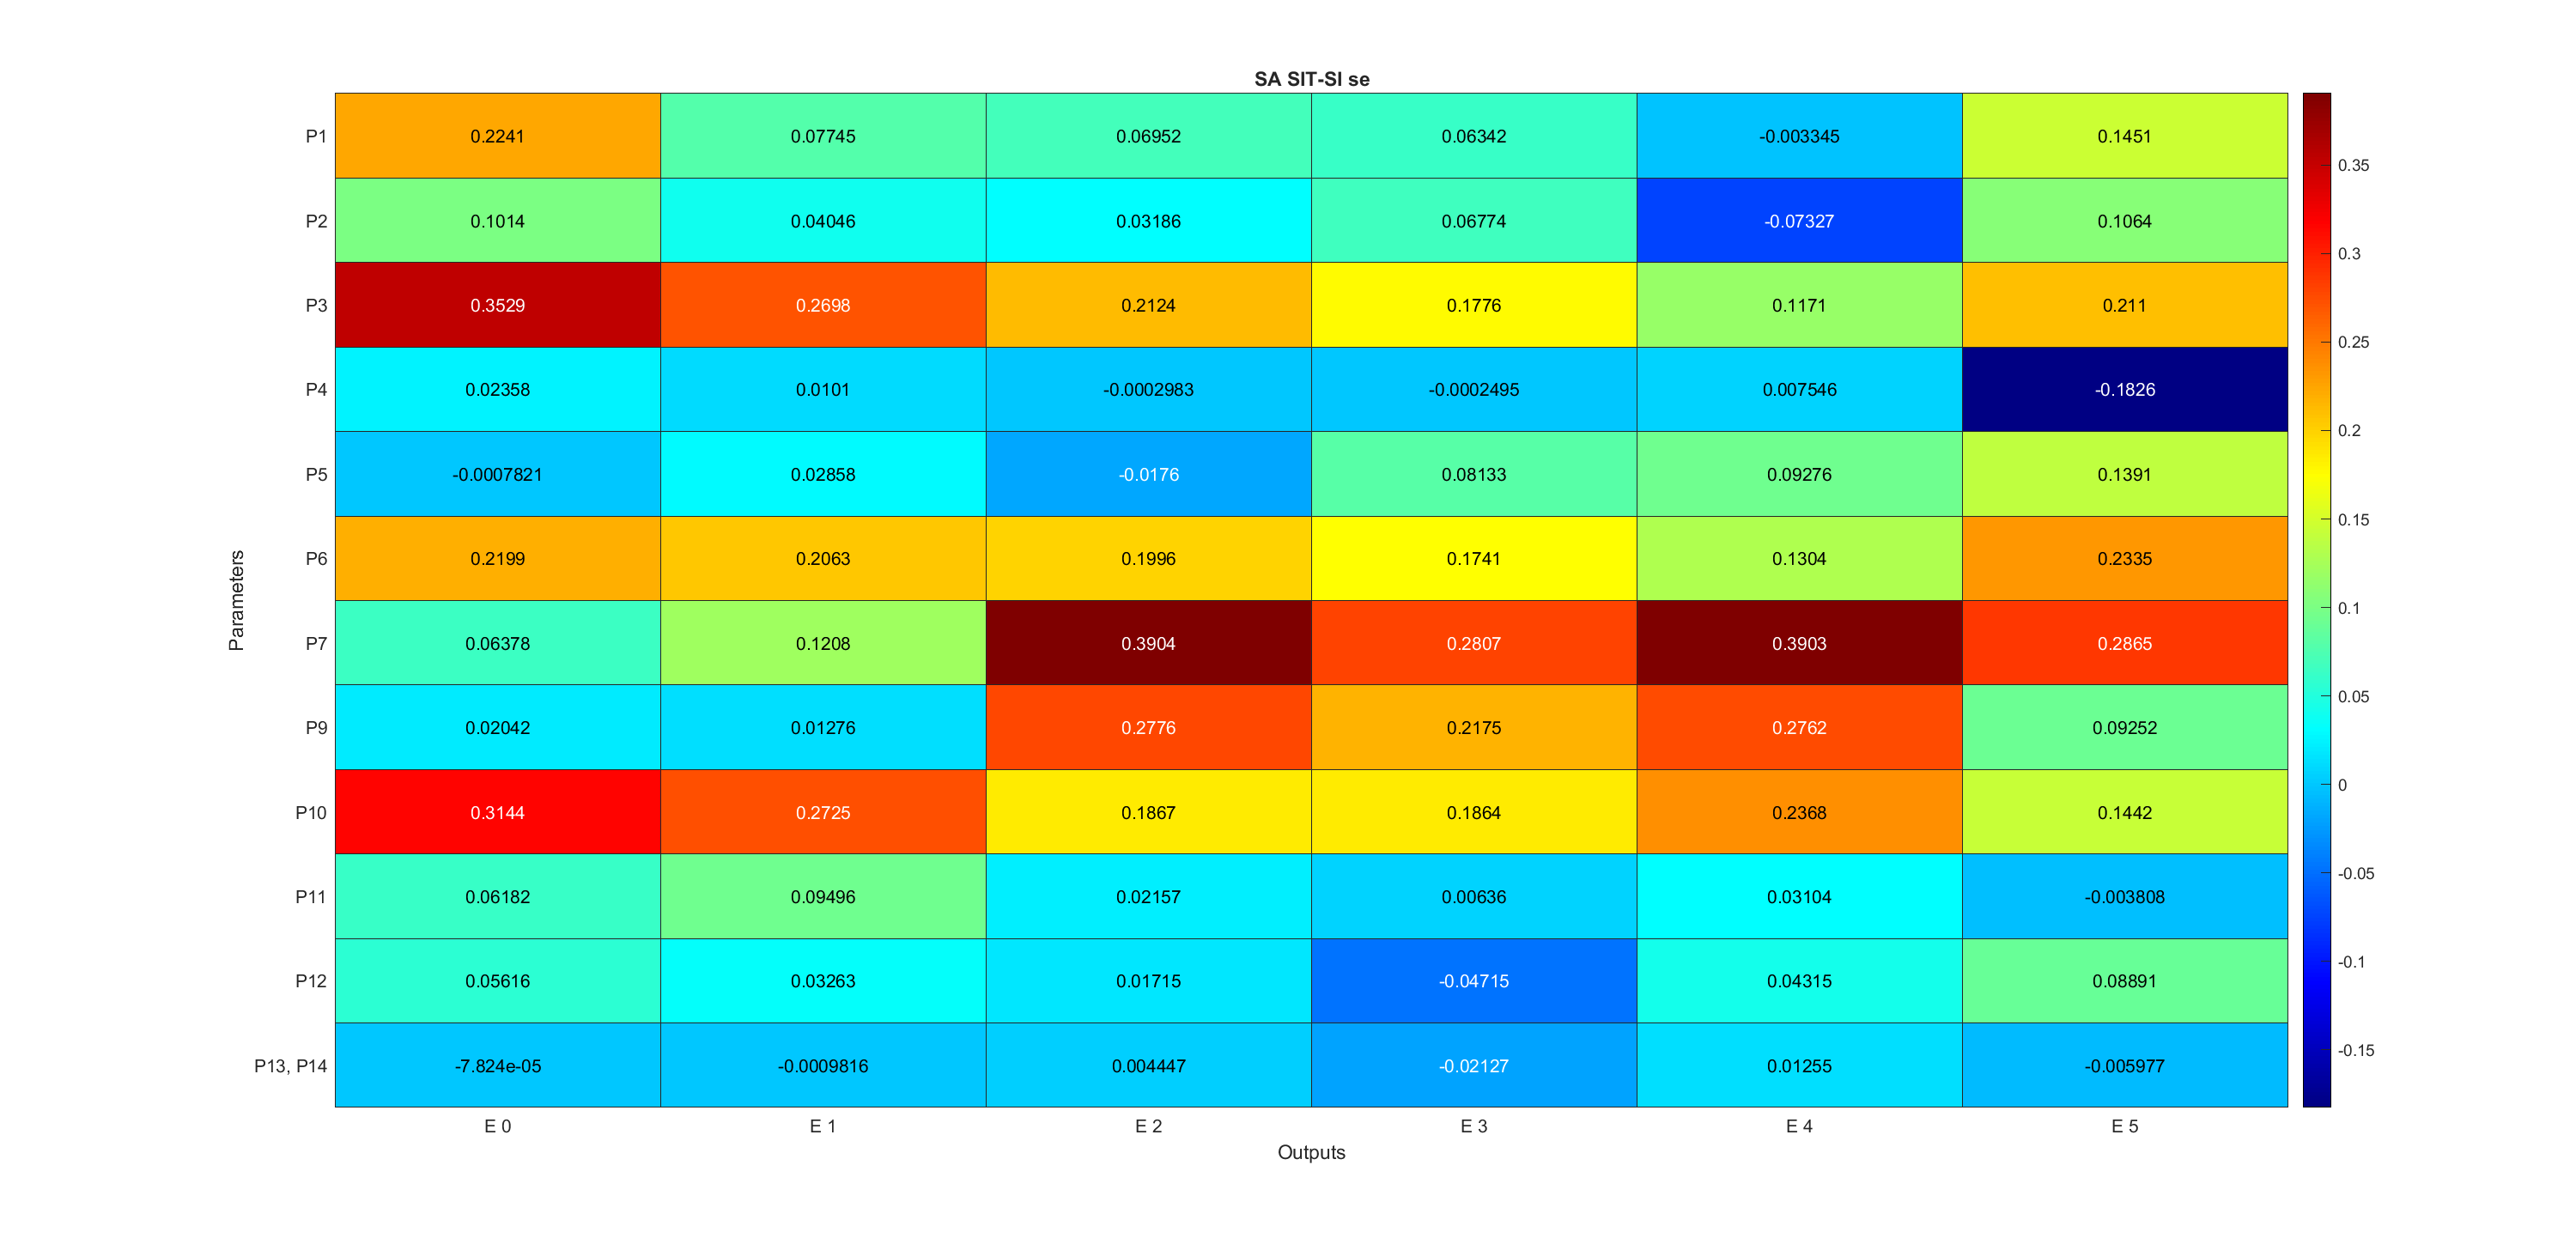 SA SIT-SI se
P1 0.2241 0.07745 0.06952 0.06342 -0.003345 0.1451
P2 0.1014 0.04046 0.03186 0.06774 -0.07327 0.1064
P3 0.3529 0.2698 0.2124 0.1776 0.1171 0.211
P4 0.02358 0.0101 -0.0002983 -0.0002495 0.007546 -0.1826
P5 -0.0007821 0.02858 -0.0176 0.08133 0.09276 0.1391
P6 0.2199 0.2063 0.1996 0.1741 0.1304 0.2335
P7 0.06378 0.1208 0.3904 0.2807 0.3903 0.2865
P9 0.02042 0.01276 0.2776 0.2175 0.2762 0.09252
P10 0.3144 0.2725 0.1867 0.1864 0.2368 0.1442
P11 0.06182 0.09496 0.02157 0.00636 0.03104 -0.003808
P12 0.05616 0.03263 0.01715 -0.04715 0.04315 0.08891
P13, P14 -7.824e-05 -0.0009816 0.004447 -0.02127 0.01255 -0.005977
E 0 E 1 E 2 E 3 E 4 E 5
Outputs
Parameters
0.35
0.3
0.25
0.2
0.15
0.1
0.05
0
-0.05
-0.1
-0.15